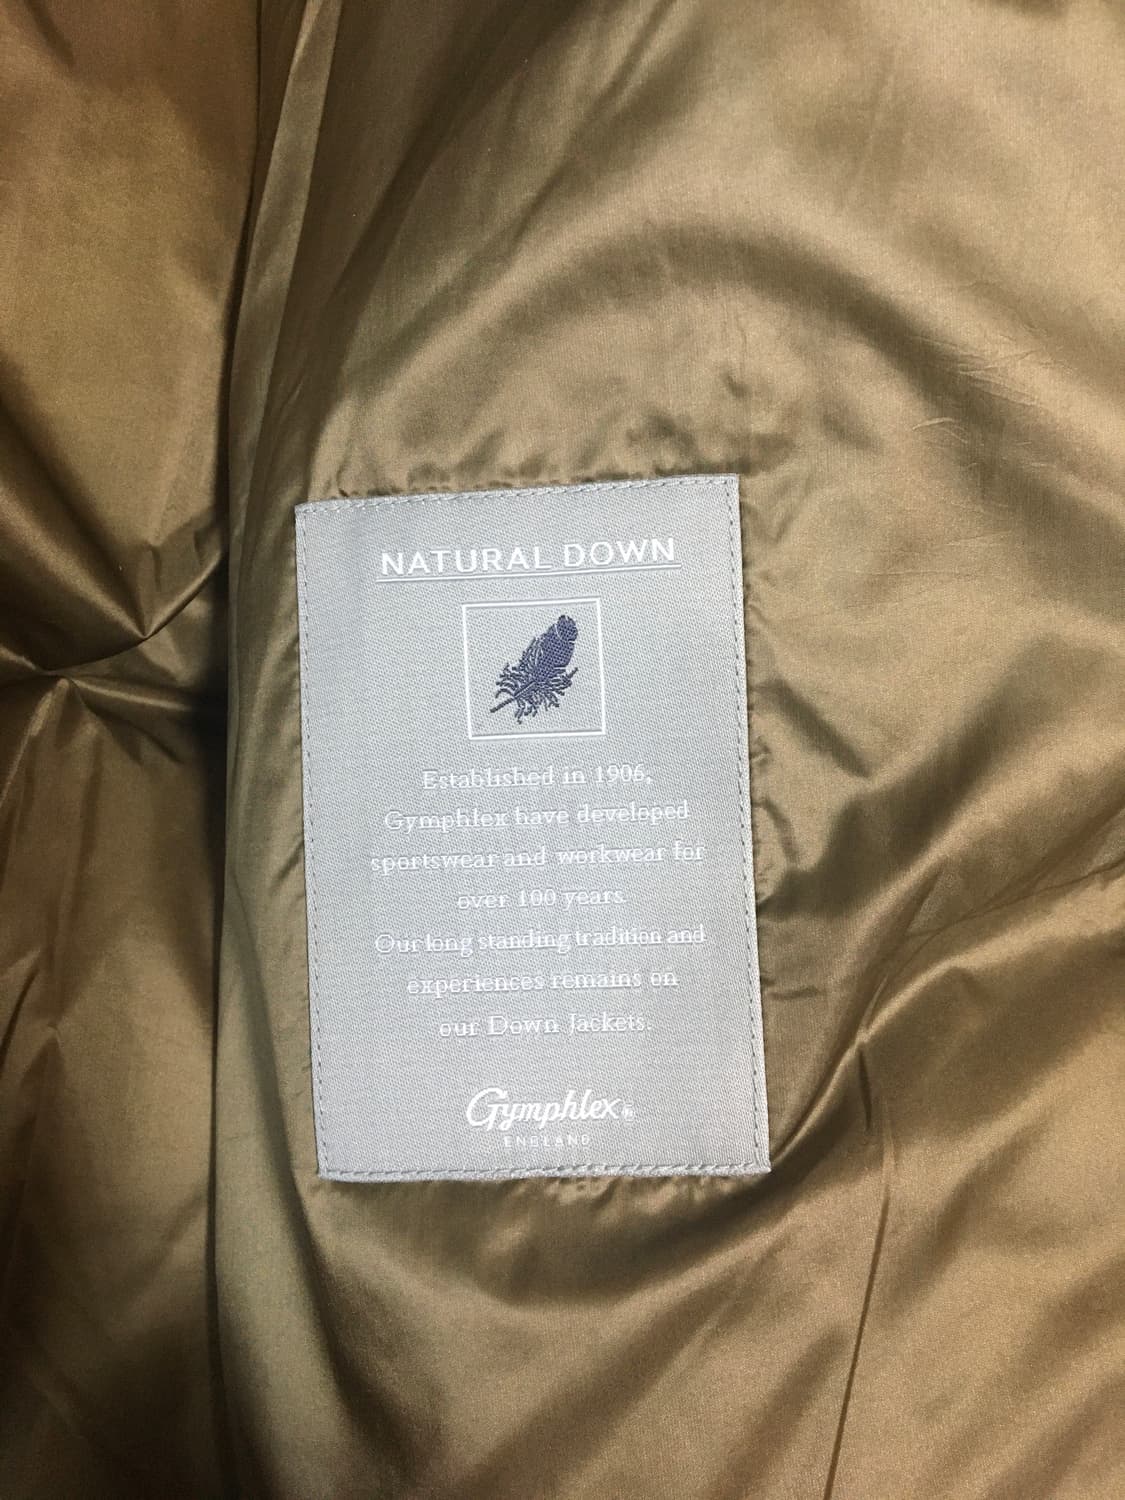 NATURAL DOWN
Established in 1906,
Gymphlex have developed
sportswear and workwear for
over 100 years.
Our long standing tradition and
experiences remains on
our Down Jackets.
Gymphlex
ENGLAND